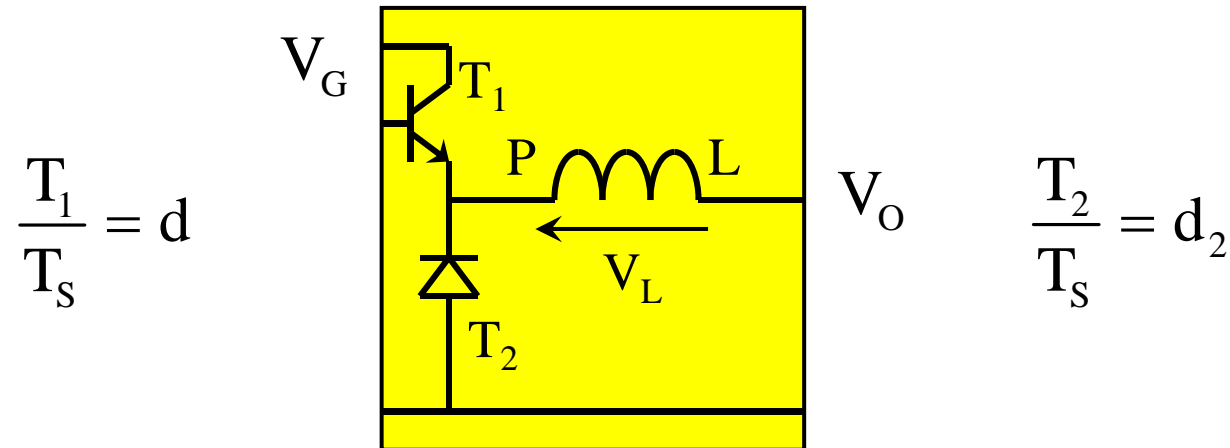 V_G
T_1
P
L
V_L
V_O
T_2
T_1/T_S = d
T_2/T_S = d_2